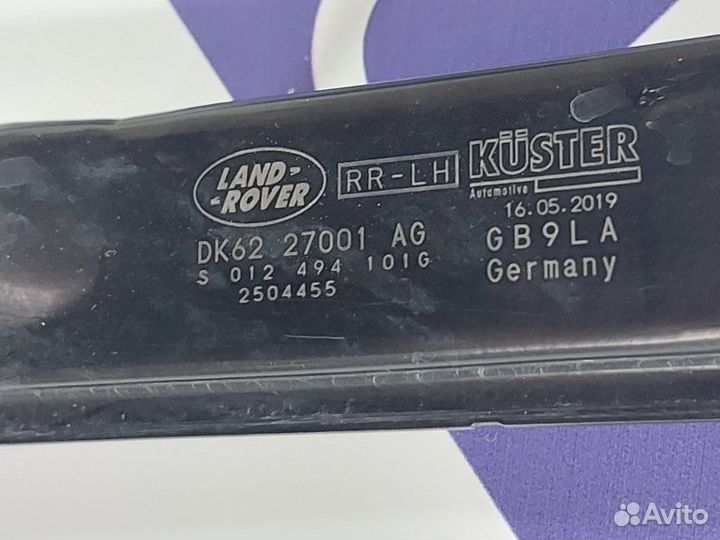 LAND-
-ROVER
RR-LH
KÜSTER
Automotive
16.05.2019
DK62 27001 AG
GB9LA
S 012 494 101G
Germany
2504455
Avito